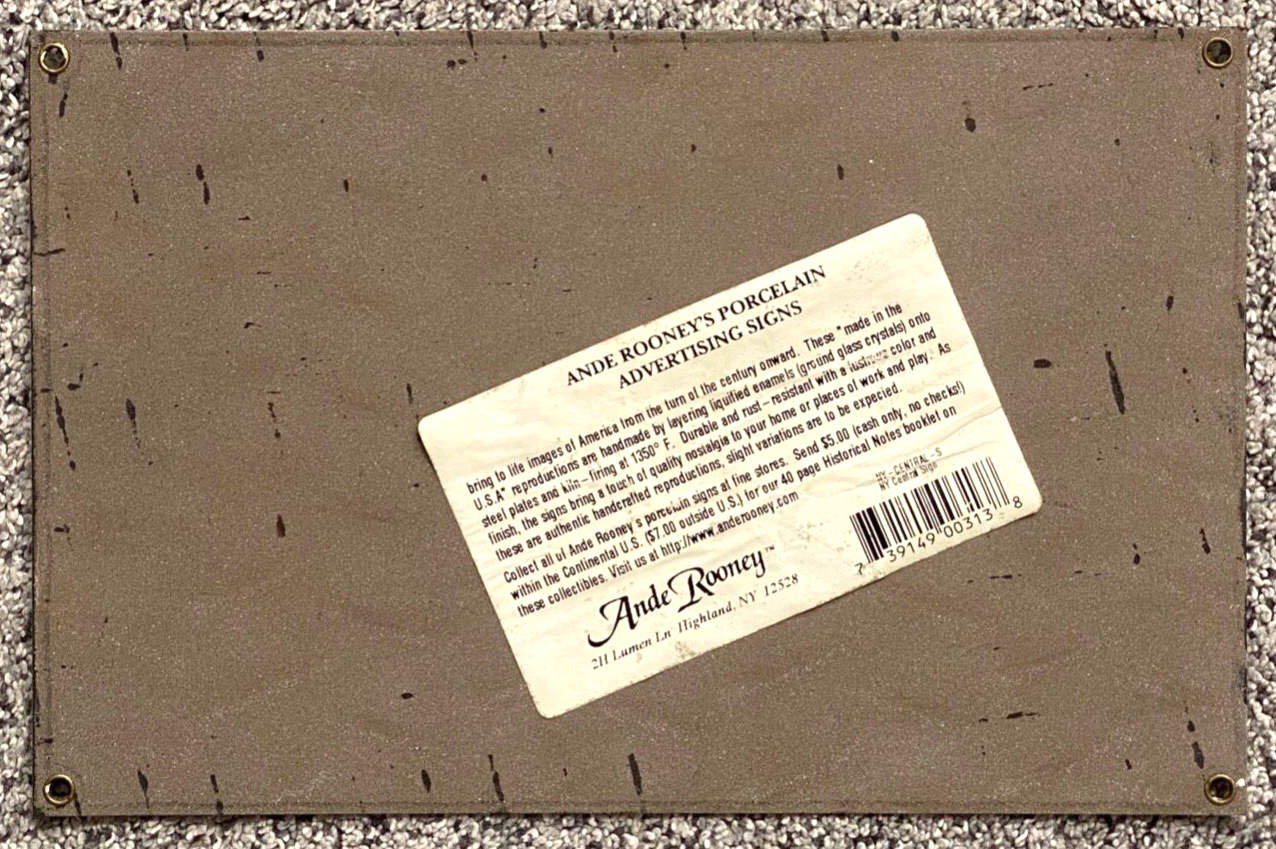 ANDE ROONEY'S PORCELAIN
ADVERTISING SIGNS
bring to life images of America from the turn of the century onward. These "made in the
U.S.A" reproductions are handmade by layering liquified enamels (ground glass crystals) onto
steel plates and kiln-firing at 1350° F. Durable and rust-resistant with a lustrous color and
finish, the signs bring a touch of quality nostalgia to your home or places of work and play. As
these are authentic handcrafted reproductions, slight variations are to be expected.
Collect all of Ande Rooney's porcelain signs at fine stores. Send $5.00 (cash only, no checks!)
within the Continental U.S. ($7.00 outside U.S.) for our 40 page Historical Notes booklet on
these collectibles. Visit us at http://www.anderooney.com
NY Central Sign
7 39149 00313 8
Ande Rooney™
2H Lumen Ln Highland, NY 12528